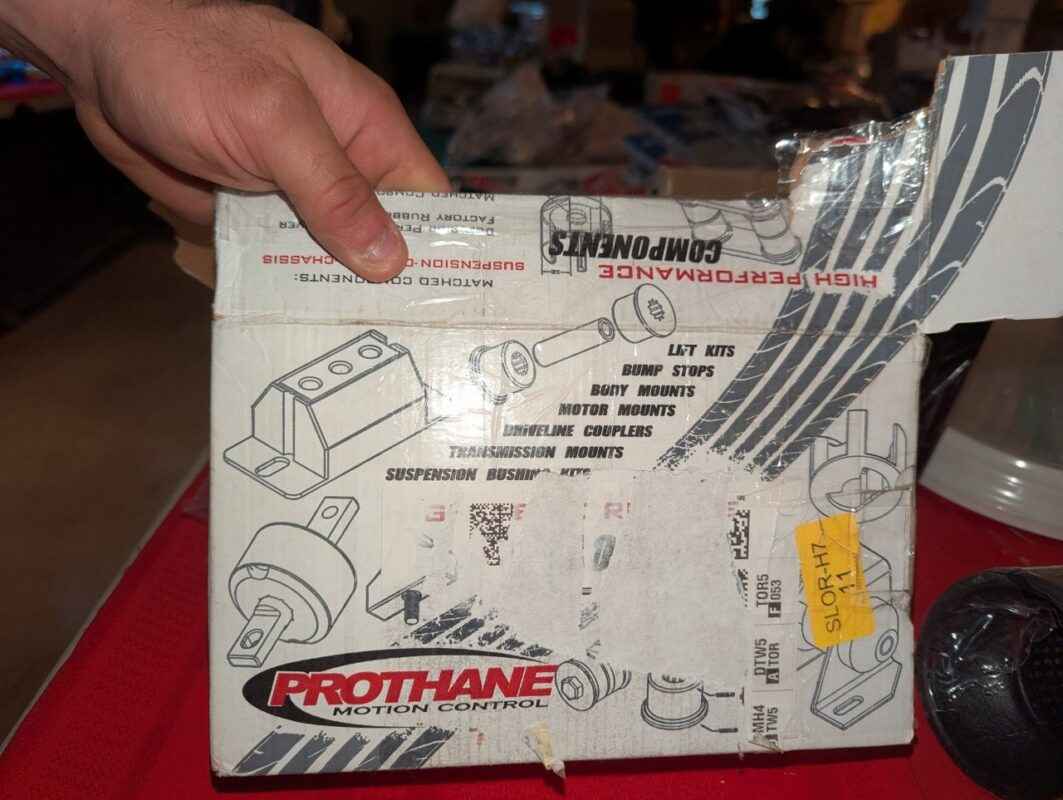 MATCHED COMPONENTS:
SUSPENSION-
CHASSIS
FACTORY RUBB
HIGH PERFORMANCE
COMPONENTS
LIFT KITS
BUMP STOPS
BODY MOUNTS
MOTOR MOUNTS
DRIVELINE COUPLERS
TRANSMISSION MOUNTS
SUSPENSION BUSHING KITS
SLOR-H7
11
TOR5
F 053
DTW5
A TOR
MH4
TW5
PROTHANE
MOTION CONTROL